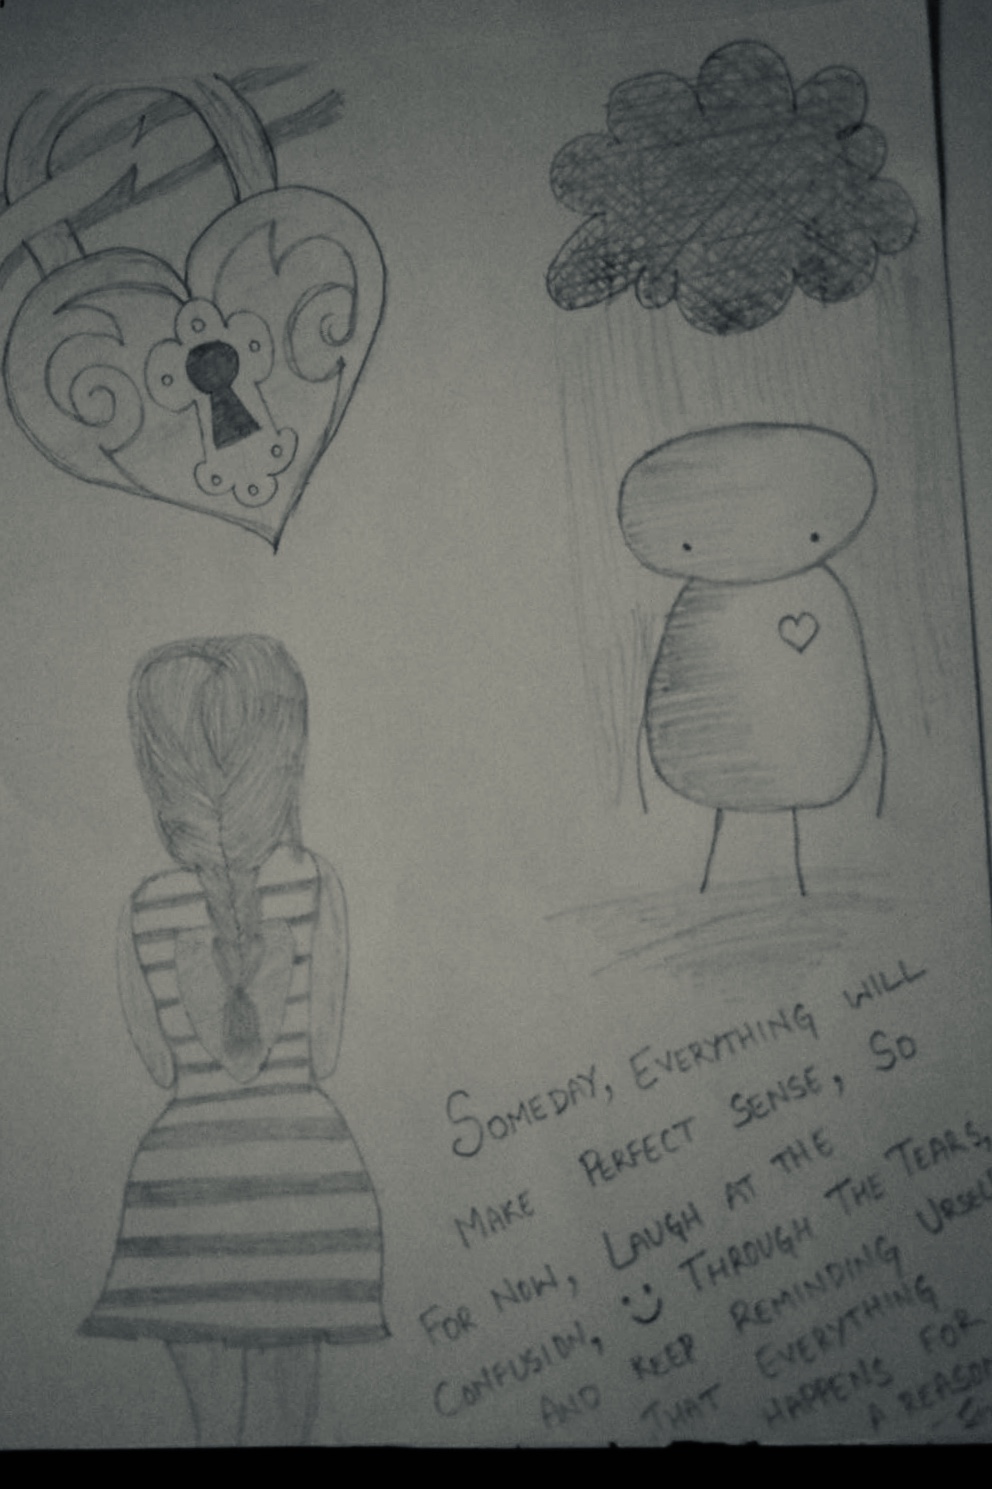 SOMEDAY, EVERYTHING WILL
MAKE PERFECT SENSE, SO
FOR NOW, LAUGH AT THE
CONFUSION, THROUGH THE TEARS,
AND KEEP REMINDING URSELF
THAT EVERYTHING
HAPPENS FOR
A REASON